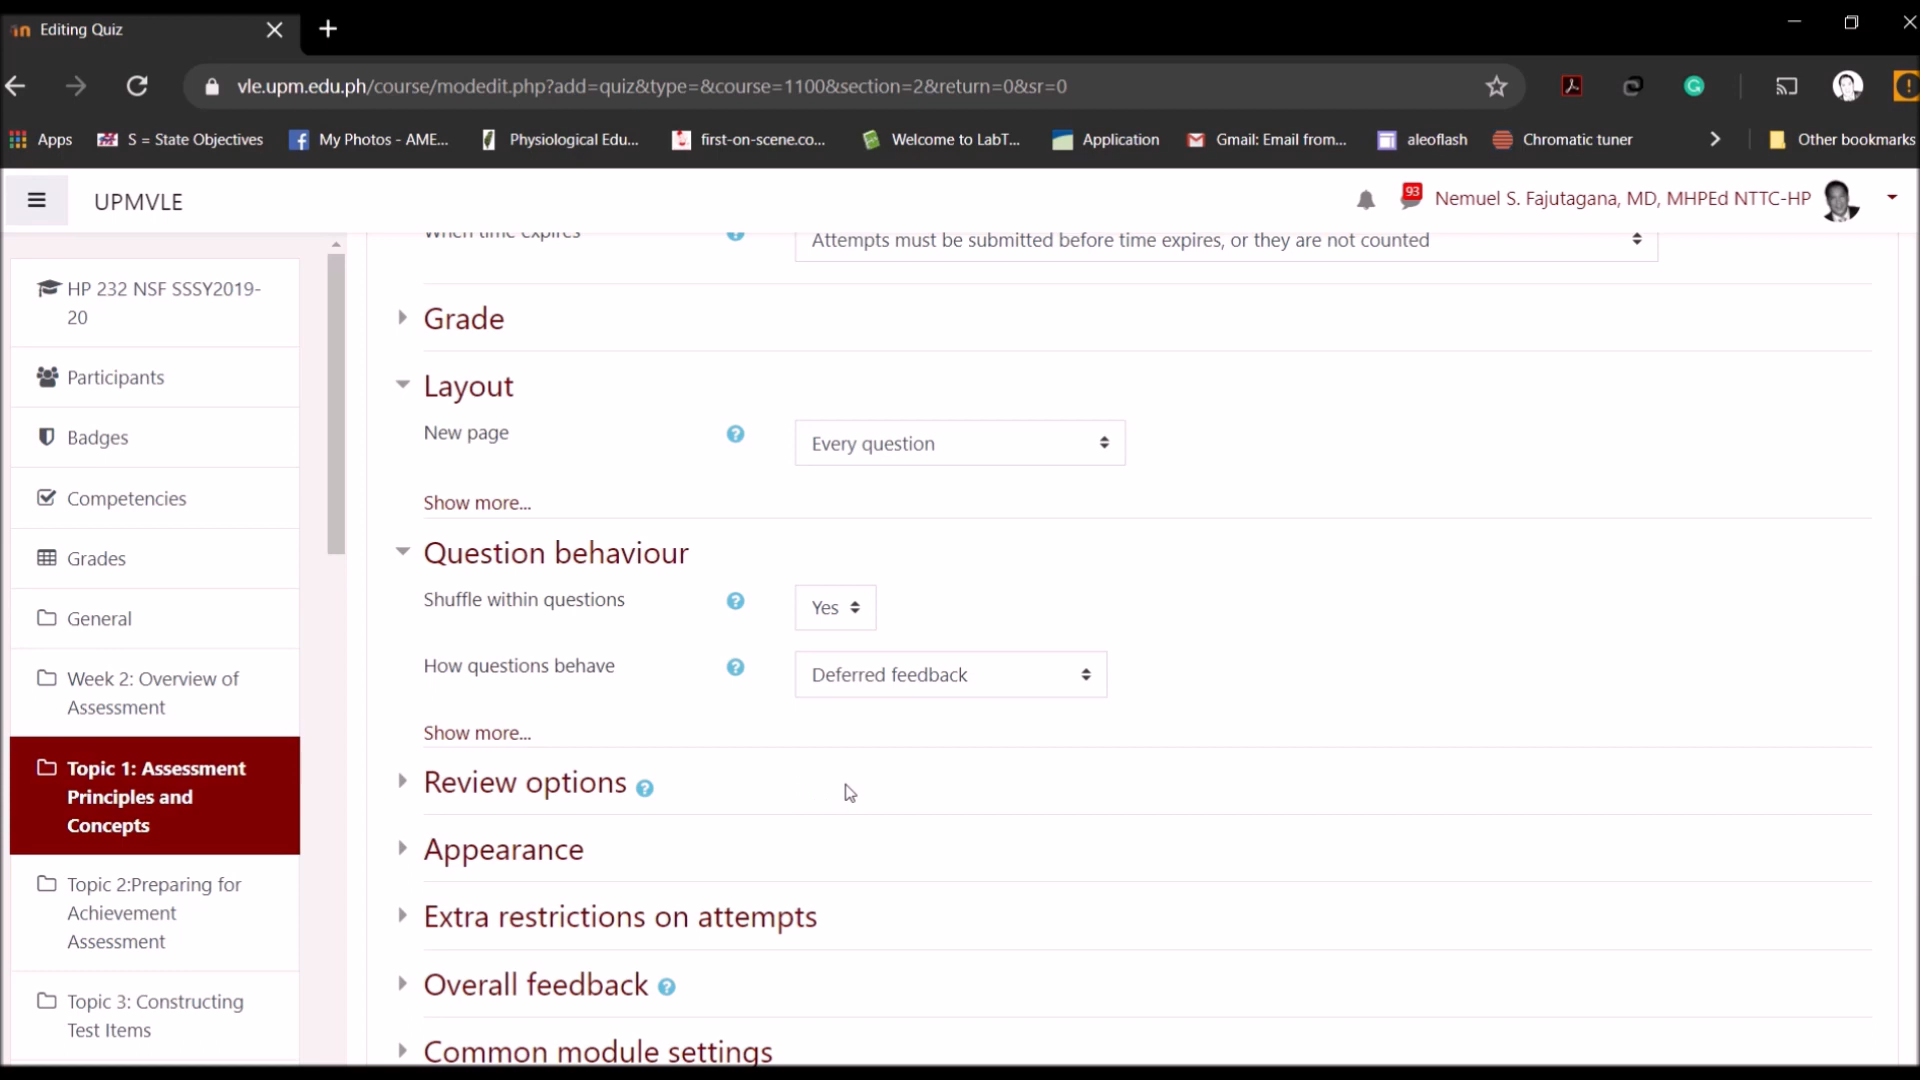 Editing Quiz
vle.upm.edu.ph/course/modedit.php?add=quiz&type=&course=1100&section=2&return=0&sr=0
Apps S = State Objectives My Photos - AME... Physiological Edu... first-on-scene.co... Welcome to LabT... Application Gmail: Email from... aleoflash Chromatic tuner Other bookmarks
UPMVLE 93 Nemuel S. Fajutagana, MD, MHPEd NTTC-HP
When time expires ? Attempts must be submitted before time expires, or they are not counted
HP 232 NSF SSSY2019-
20
Participants
Badges
Competencies
Grades
General
Week 2: Overview of
Assessment
Topic 1: Assessment
Principles and
Concepts
Topic 2:Preparing for
Achievement
Assessment
Topic 3: Constructing
Test Items
Grade
Layout
New page ? Every question
Show more...
Question behaviour
Shuffle within questions ? Yes
How questions behave ? Deferred feedback
Show more...
Review options ?
Appearance
Extra restrictions on attempts
Overall feedback ?
Common module settings